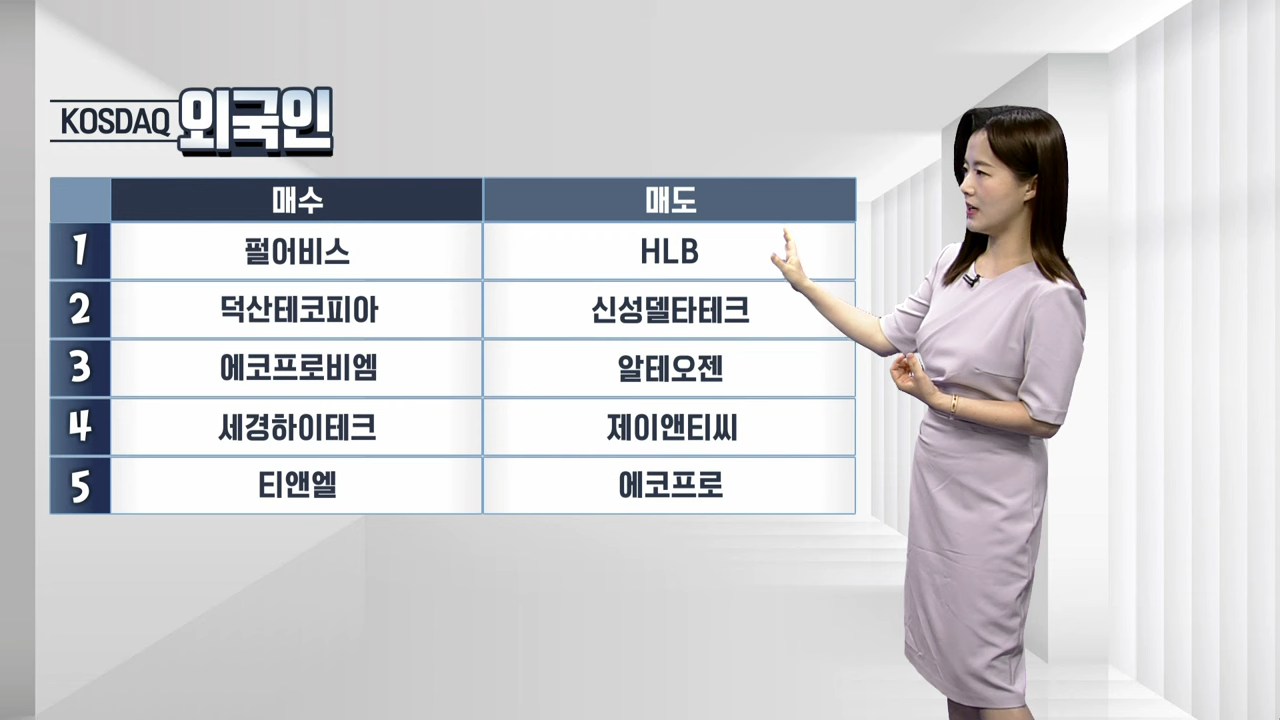 KOSDAQ 외국인
매수 매도
1 펄어비스 HLB
2 덕산테코피아 신성델타테크
3 에코프로비엠 알테오젠
4 세경하이테크 제이앤티씨
5 티앤엘 에코프로